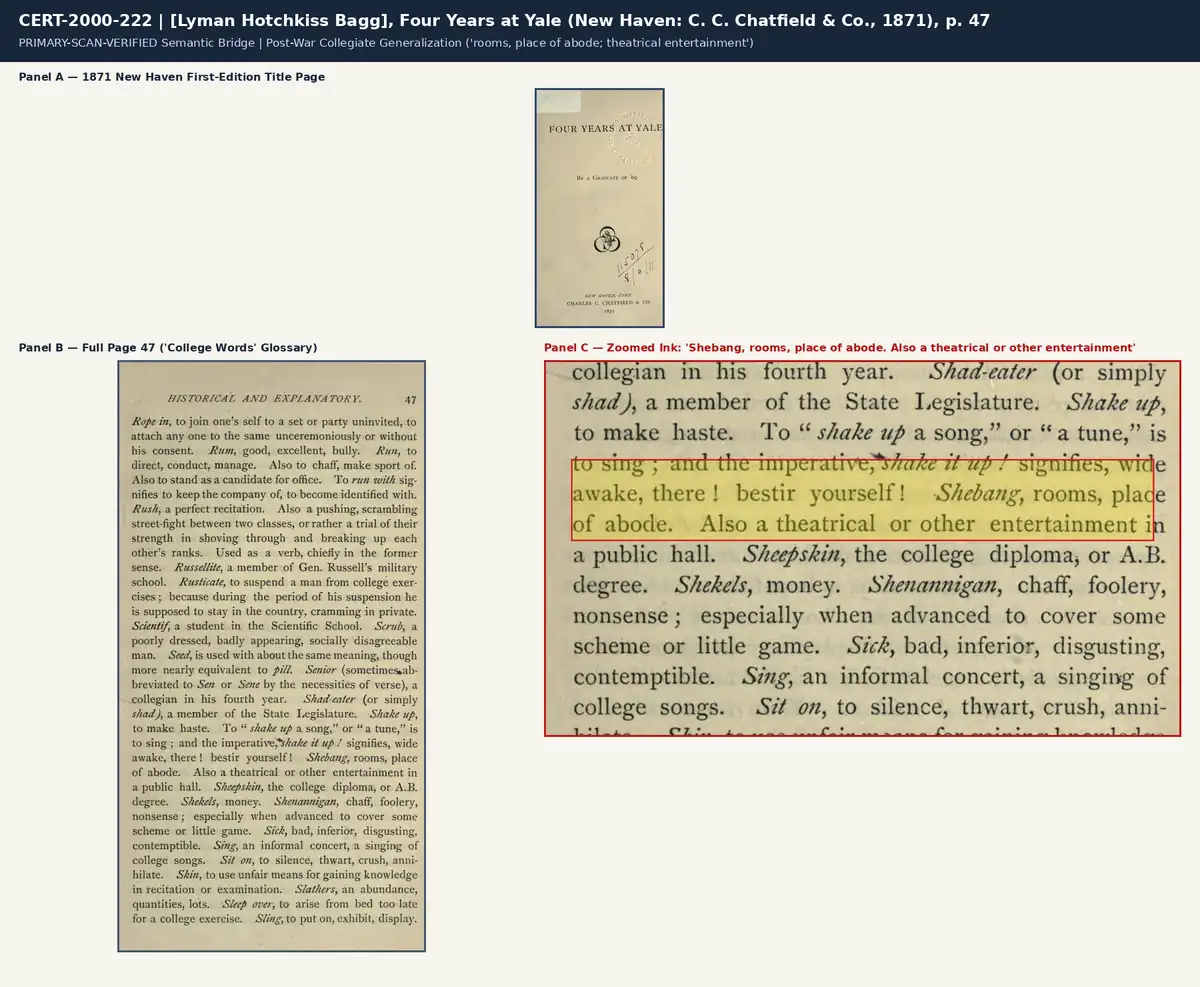 CERT-2000-222 | [Lyman Hotchkiss Bagg], Four Years at Yale (New Haven: C. C. Chatfield & Co., 1871), p. 47
PRIMARY-SCAN-VERIFIED Semantic Bridge | Post-War Collegiate Generalization ('rooms, place of abode; theatrical entertainment')
Panel A — 1871 New Haven First-Edition Title Page
FOUR YEARS AT YALE
By a Graduate of '69
NEW HAVEN, CONN.
CHARLES C. CHATFIELD & CO.
1871
Panel B — Full Page 47 ('College Words' Glossary)
HISTORICAL AND EXPLANATORY. 47
Rope in, to join one's self to a set or party uninvited, to
attach any one to the same unceremoniously or without
his consent. Rum, good, excellent, bully. Run, to
direct, conduct, manage. Also to chaff, make sport of.
Also to stand as a candidate for office. To run with sig-
nifies to keep the company of, to become identified with.
Rush, a perfect recitation. Also a pushing, scrambling
street-fight between two classes, or rather a trial of their
strength in shoving through and breaking up each
other's ranks. Used as a verb, chiefly in the former
sense. Russellite, a member of Gen. Russell's military
school. Rusticate, to suspend a man from college exer-
cises; because during the period of his suspension he
is supposed to stay in the country, cramming in private.
Scientif, a student in the Scientific School. Scrub, a
poorly dressed, badly appearing, socially disagreeable
man. Seed, is used with about the same meaning, though
more nearly equivalent to pill. Senior (sometimes ab-
breviated to Sen or Sene by the necessities of verse), a
collegian in his fourth year. Shad-eater (or simply
shad), a member of the State Legislature. Shake up,
to make haste. To "shake up a song," or "a tune," is
to sing; and the imperative, shake it up! signifies, wide
awake, there! bestir yourself! Shebang, rooms, place
of abode. Also a theatrical or other entertainment in
a public hall. Sheepskin, the college diploma, or A.B.
degree. Shekels, money. Shenannigan, chaff, foolery,
nonsense; especially when advanced to cover some
scheme or little game. Sick, bad, inferior, disgusting,
contemptible. Sing, an informal concert, a singing of
college songs. Sit on, to silence, thwart, crush, anni-
hilate. Skin, to use unfair means for gaining knowledge
in recitation or examination. Slathers, an abundance,
quantities, lots. Sleep over, to arise from bed too late
for a college exercise. Sling, to put on, exhibit, display.
Panel C — Zoomed Ink: 'Shebang, rooms, place of abode. Also a theatrical or other entertainment'
collegian in his fourth year. Shad-eater (or simply
shad), a member of the State Legislature. Shake up,
to make haste. To "shake up a song," or "a tune," is
to sing; and the imperative, shake it up! signifies, wide
awake, there! bestir yourself! Shebang, rooms, place
of abode. Also a theatrical or other entertainment in
a public hall. Sheepskin, the college diploma, or A.B.
degree. Shekels, money. Shenannigan, chaff, foolery,
nonsense; especially when advanced to cover some
scheme or little game. Sick, bad, inferior, disgusting,
contemptible. Sing, an informal concert, a singing of
college songs. Sit on, to silence, thwart, crush, anni-
hilate. Skin, to use unfair means for gaining knowledge